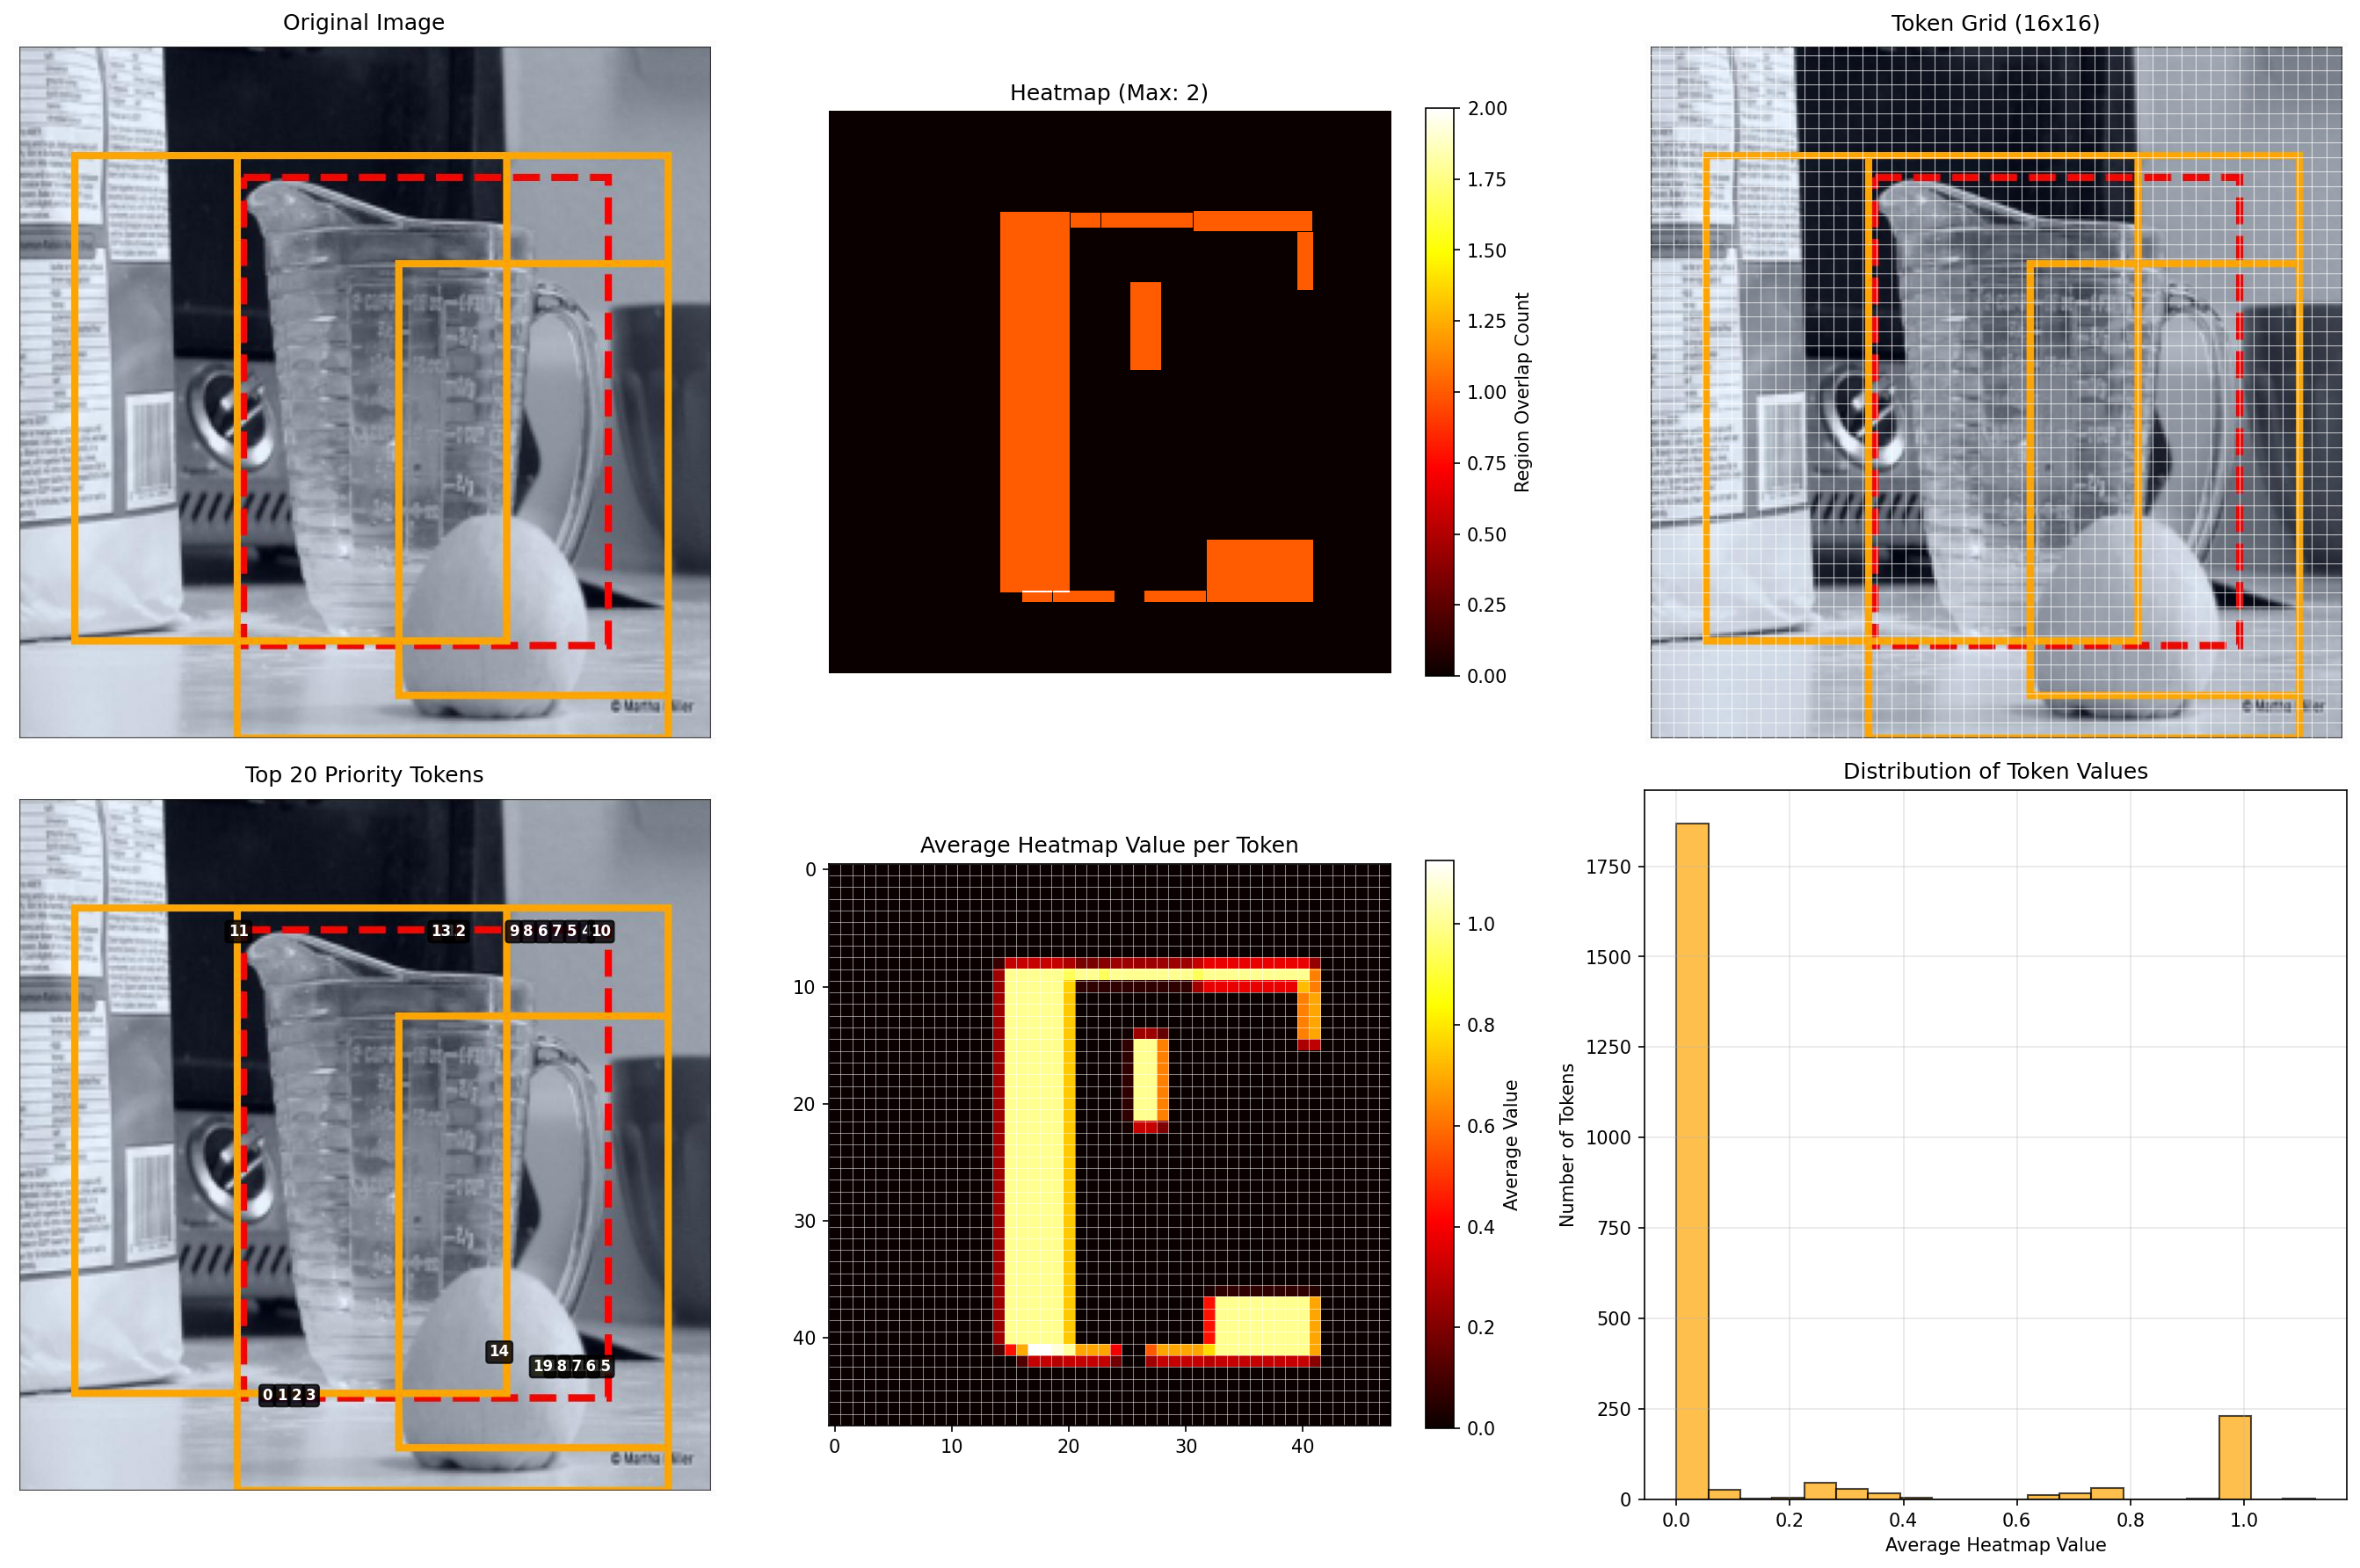 Original Image
Heatmap (Max: 2)
2.00
1.75
1.50
1.25
1.00
0.75
0.50
0.25
0.00
Region Overlap Count
Token Grid (16x16)
© Martha
Top 20 Priority Tokens
11
13 2
9 8 6 7 5 4 10
14
19 8 7 6 5
0 1 2 3
© Martha
Average Heatmap Value per Token
0
10
20
30
40
0 10 20 30 40
1.0
0.8
0.6
0.4
0.2
0.0
Average Value
Distribution of Token Values
Number of Tokens
1750
1500
1250
1000
750
500
250
0
0.0 0.2 0.4 0.6 0.8 1.0
Average Heatmap Value